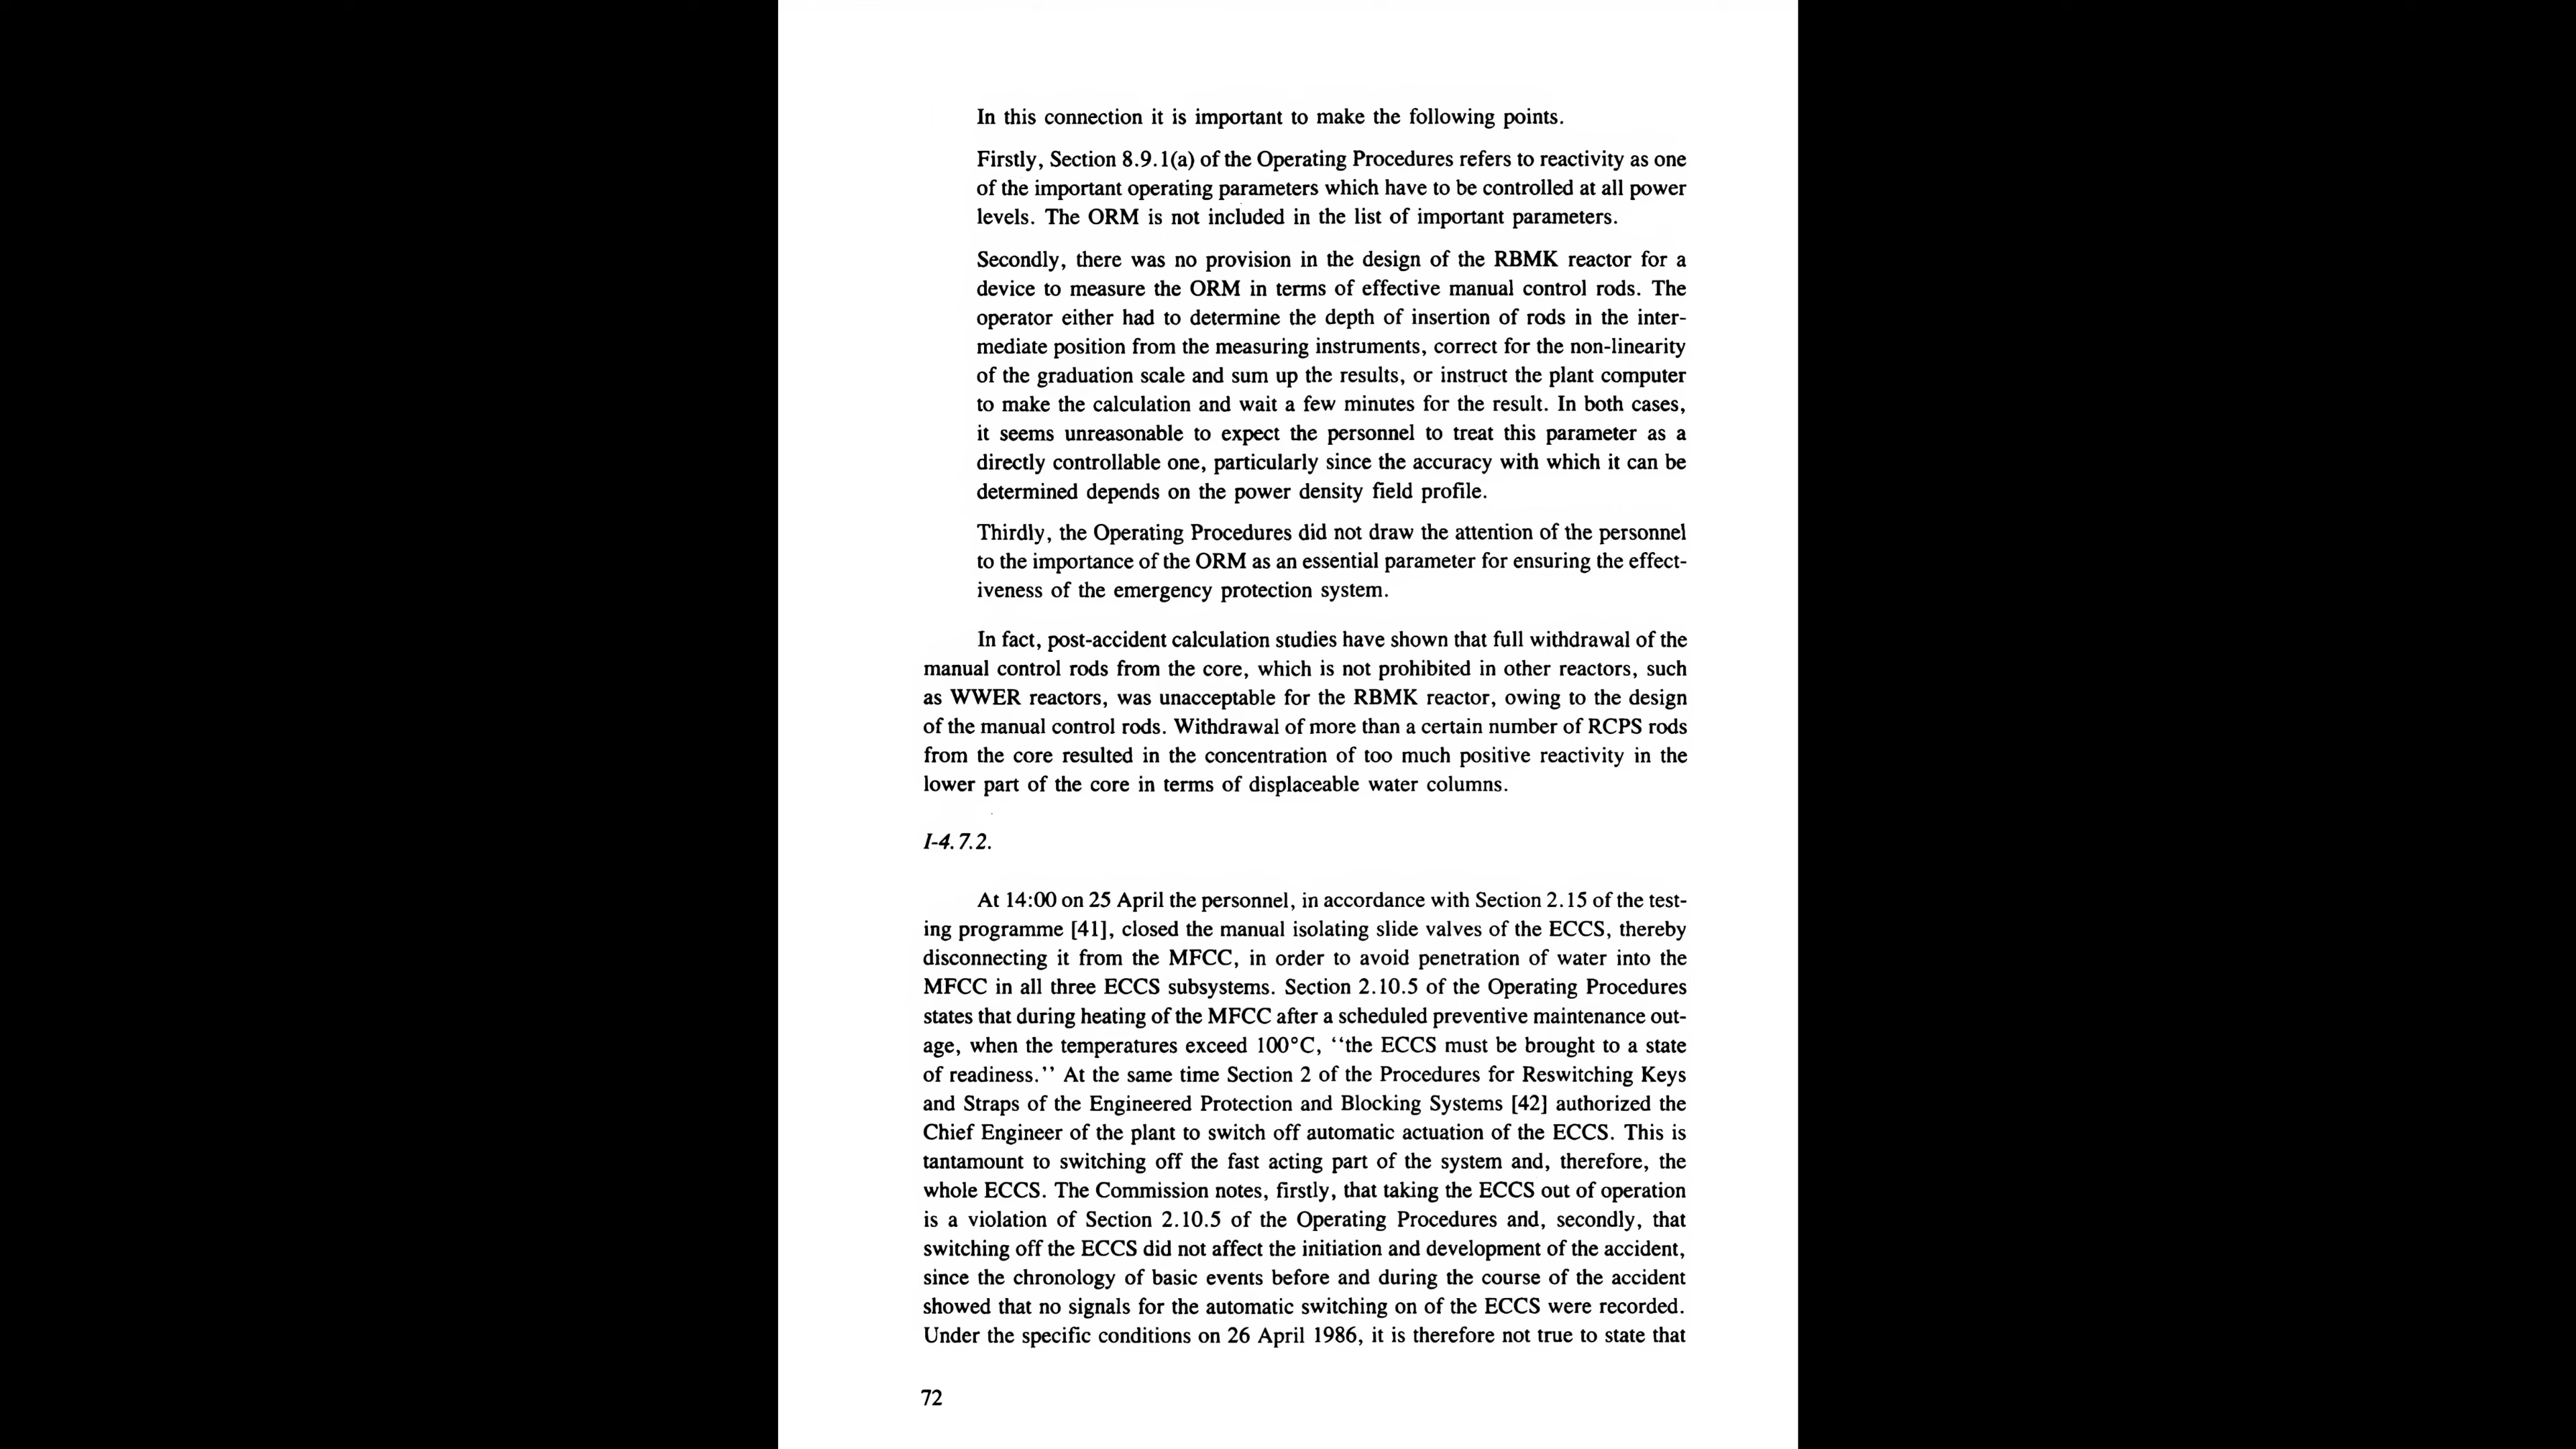 In this connection it is important to make the following points.
Firstly, Section 8.9.1(a) of the Operating Procedures refers to reactivity as one
of the important operating parameters which have to be controlled at all power
levels. The ORM is not included in the list of important parameters.
Secondly, there was no provision in the design of the RBMK reactor for a
device to measure the ORM in terms of effective manual control rods. The
operator either had to determine the depth of insertion of rods in the inter-
mediate position from the measuring instruments, correct for the non-linearity
of the graduation scale and sum up the results, or instruct the plant computer
to make the calculation and wait a few minutes for the result. In both cases,
it seems unreasonable to expect the personnel to treat this parameter as a
directly controllable one, particularly since the accuracy with which it can be
determined depends on the power density field profile.
Thirdly, the Operating Procedures did not draw the attention of the personnel
to the importance of the ORM as an essential parameter for ensuring the effect-
iveness of the emergency protection system.
In fact, post-accident calculation studies have shown that full withdrawal of the
manual control rods from the core, which is not prohibited in other reactors, such
as WWER reactors, was unacceptable for the RBMK reactor, owing to the design
of the manual control rods. Withdrawal of more than a certain number of RCPS rods
from the core resulted in the concentration of too much positive reactivity in the
lower part of the core in terms of displaceable water columns.
I-4.7.2.
At 14:00 on 25 April the personnel, in accordance with Section 2.15 of the test-
ing programme [41], closed the manual isolating slide valves of the ECCS, thereby
disconnecting it from the MFCC, in order to avoid penetration of water into the
MFCC in all three ECCS subsystems. Section 2.10.5 of the Operating Procedures
states that during heating of the MFCC after a scheduled preventive maintenance out-
age, when the temperatures exceed 100°C, ‘‘the ECCS must be brought to a state
of readiness.’’ At the same time Section 2 of the Procedures for Reswitching Keys
and Straps of the Engineered Protection and Blocking Systems [42] authorized the
Chief Engineer of the plant to switch off automatic actuation of the ECCS. This is
tantamount to switching off the fast acting part of the system and, therefore, the
whole ECCS. The Commission notes, firstly, that taking the ECCS out of operation
is a violation of Section 2.10.5 of the Operating Procedures and, secondly, that
switching off the ECCS did not affect the initiation and development of the accident,
since the chronology of basic events before and during the course of the accident
showed that no signals for the automatic switching on of the ECCS were recorded.
Under the specific conditions on 26 April 1986, it is therefore not true to state that
72